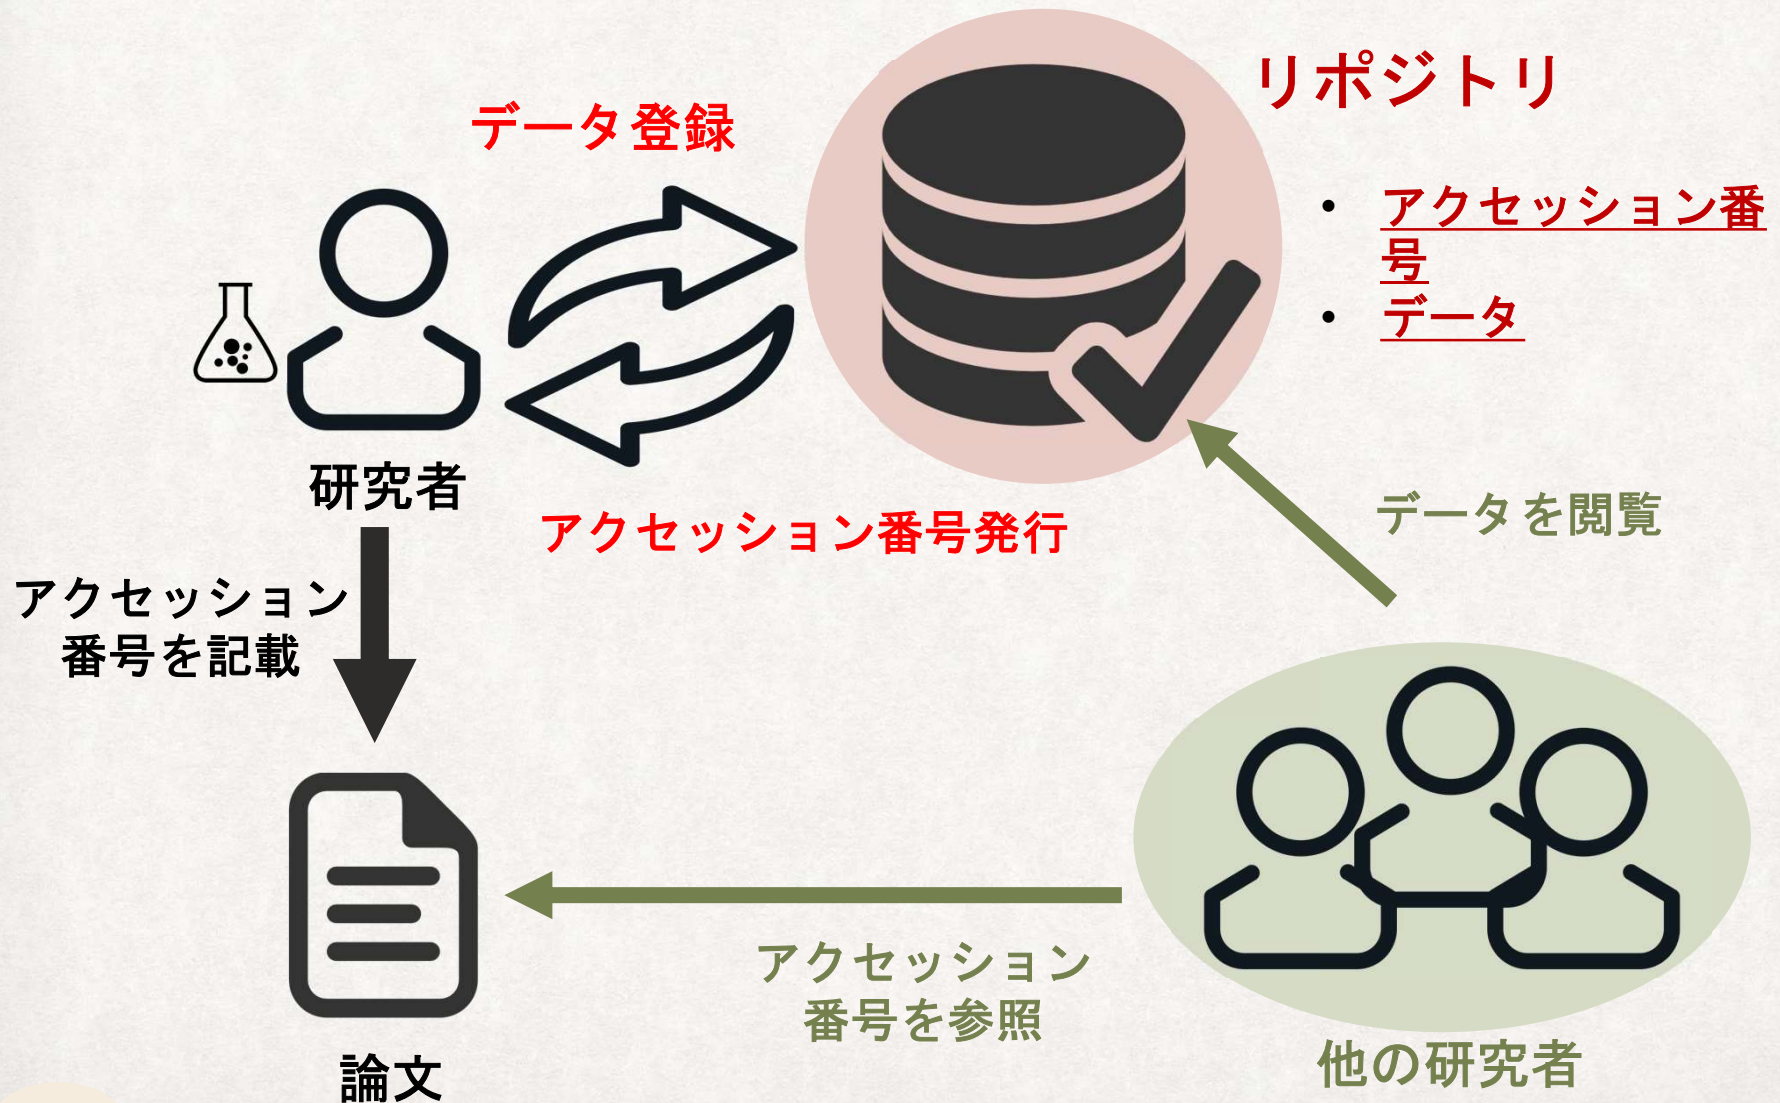 リポジトリ
データ登録
• アクセッション番
号
• データ
研究者
アクセッション番号発行
データを閲覧
アクセッション
番号を記載
アクセッション
番号を参照
他の研究者
論文